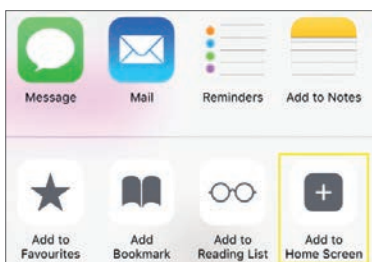 Message Mail Reminders Add to Notes
Add to Favourites
Add Bookmark
Add to Reading List
Add to Home Screen